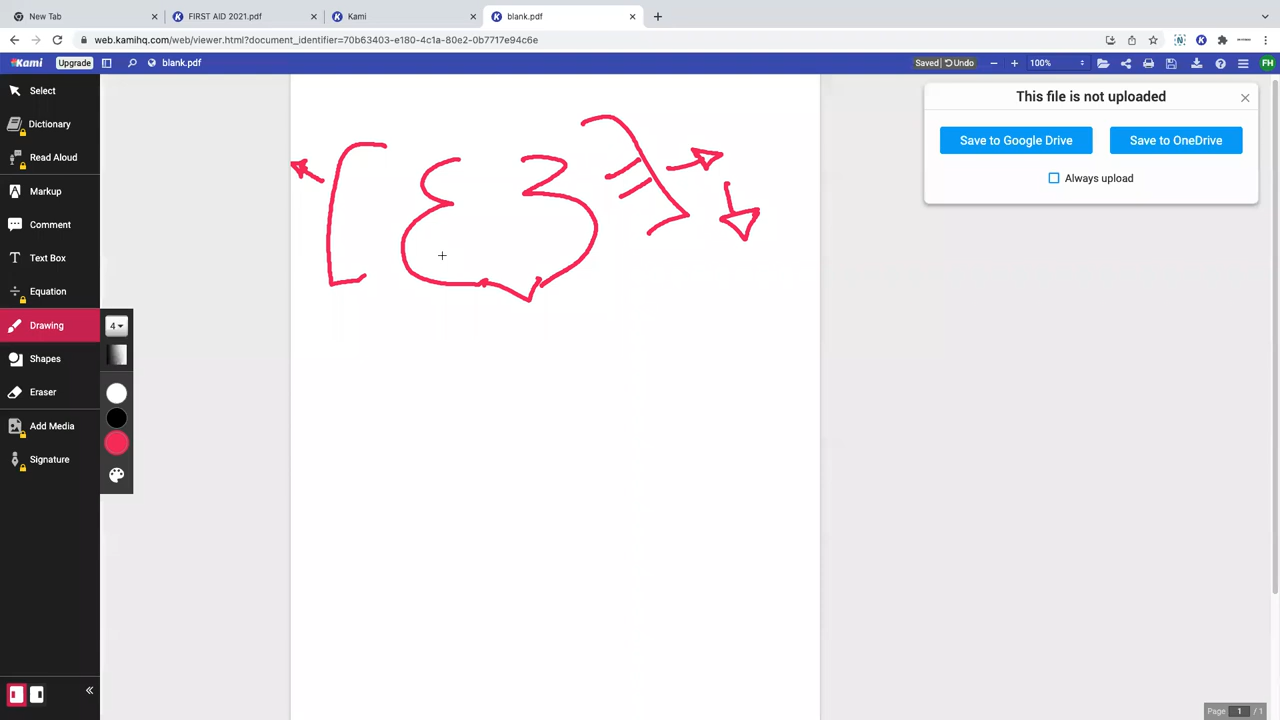 New Tab FIRST AID 2021.pdf Kami blank.pdf
web.kamihq.com/web/viewer.html?document_identifier=70b63403-e180-4c1a-80e2-0b7717e94c6e
Kami Upgrade blank.pdf Saved Undo 100% FH
Select
Dictionary
Read Aloud
Markup
Comment
Text Box
Equation
Drawing
4
Shapes
Eraser
Add Media
Signature
This file is not uploaded
Save to Google Drive Save to OneDrive
Always upload
Page 1 / 1